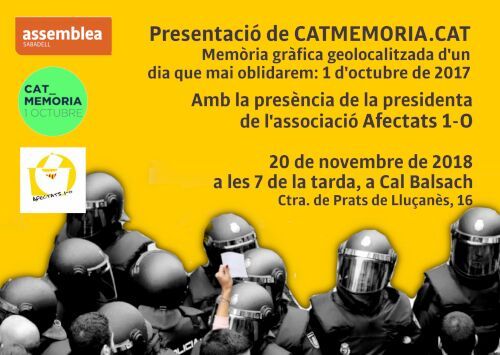 assemblea
SABADELL
Presentació de CATMEMORIA.CAT
Memòria gràfica geolocalitzada d'un
dia que mai oblidarem: 1 d'octubre de 2017
CAT_
MEMORIA
1 OCTUBRE
Amb la presència de la presidenta
de l'associació Afectats 1-O
AFECTATS 1-O
20 de novembre de 2018
a les 7 de la tarda, a Cal Balsach
Ctra. de Prats de Lluçanès, 16